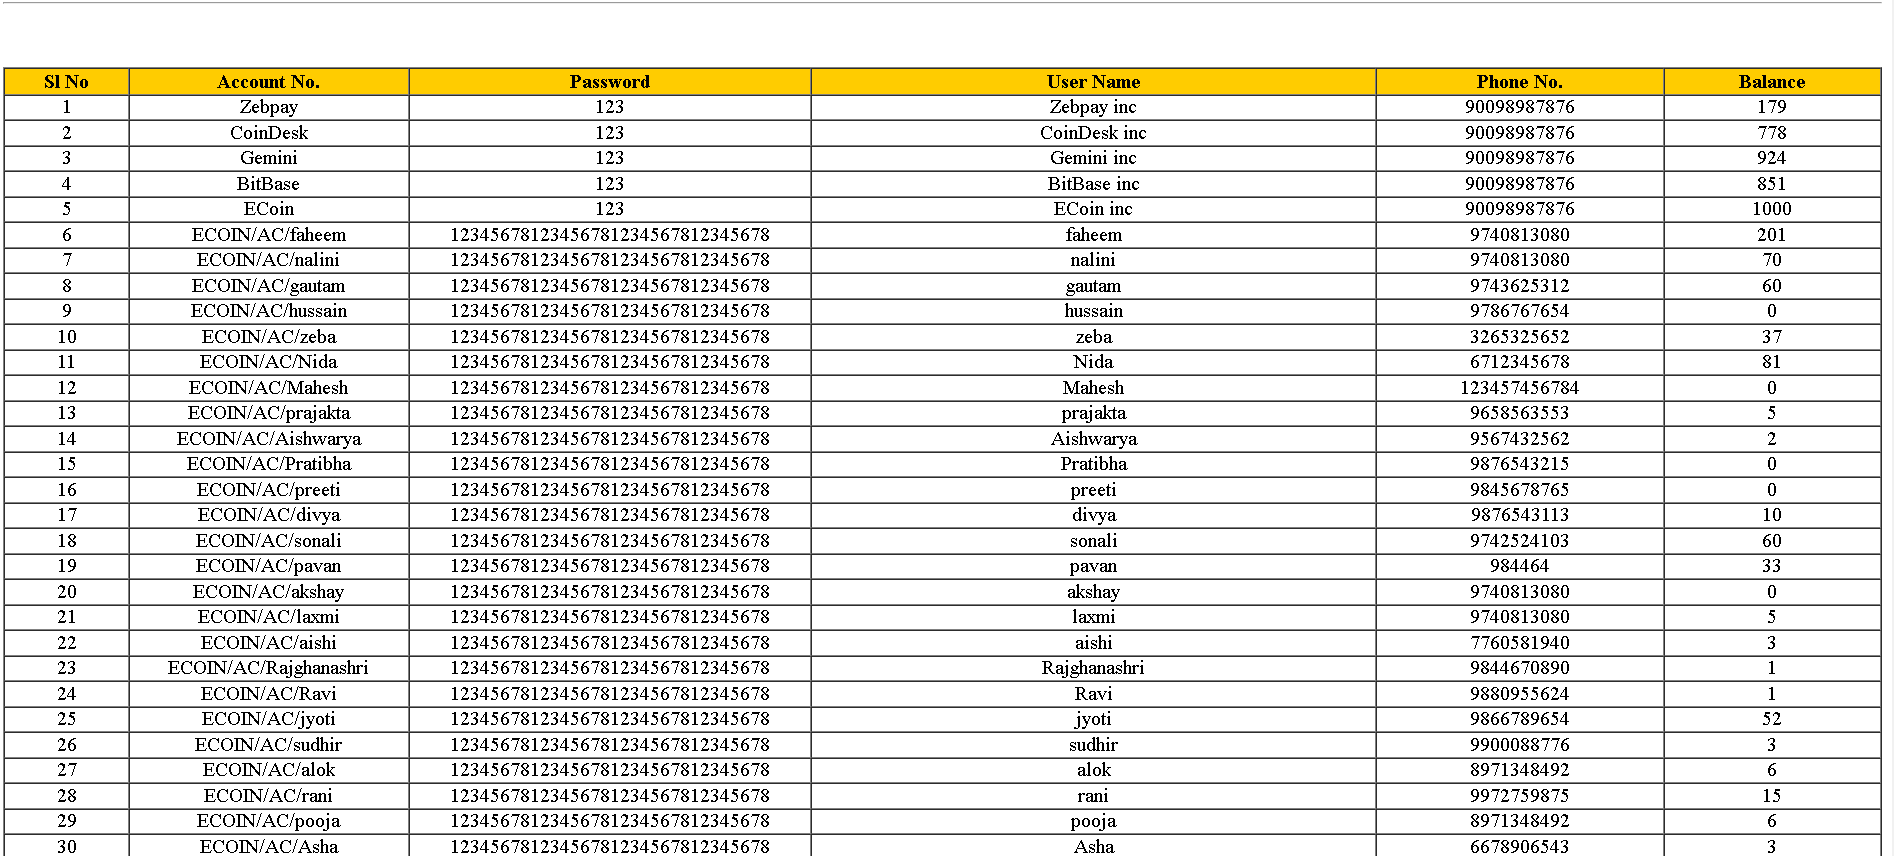 Sl No Account No. Password User Name Phone No. Balance
1 Zebpay 123 Zebpay inc 90098987876 179
2 CoinDesk 123 CoinDesk inc 90098987876 778
3 Gemini 123 Gemini inc 90098987876 924
4 BitBase 123 BitBase inc 90098987876 851
5 ECoin 123 ECoin inc 90098987876 1000
6 ECOIN/AC/faheem 12345678123456781234567812345678 faheem 9740813080 201
7 ECOIN/AC/nalini 12345678123456781234567812345678 nalini 9740813080 70
8 ECOIN/AC/gautam 12345678123456781234567812345678 gautam 9743625312 60
9 ECOIN/AC/hussain 12345678123456781234567812345678 hussain 9786767654 0
10 ECOIN/AC/zeba 12345678123456781234567812345678 zeba 3265325652 37
11 ECOIN/AC/Nida 12345678123456781234567812345678 Nida 6712345678 81
12 ECOIN/AC/Mahesh 12345678123456781234567812345678 Mahesh 123457456784 0
13 ECOIN/AC/prajakta 12345678123456781234567812345678 prajakta 9658563553 5
14 ECOIN/AC/Aishwarya 12345678123456781234567812345678 Aishwarya 9567432562 2
15 ECOIN/AC/Pratibha 12345678123456781234567812345678 Pratibha 9876543215 0
16 ECOIN/AC/preeti 12345678123456781234567812345678 preeti 9845678765 0
17 ECOIN/AC/divya 12345678123456781234567812345678 divya 9876543113 10
18 ECOIN/AC/sonali 12345678123456781234567812345678 sonali 9742524103 60
19 ECOIN/AC/pavan 12345678123456781234567812345678 pavan 984464 33
20 ECOIN/AC/akshay 12345678123456781234567812345678 akshay 9740813080 0
21 ECOIN/AC/laxmi 12345678123456781234567812345678 laxmi 9740813080 5
22 ECOIN/AC/aishi 12345678123456781234567812345678 aishi 7760581940 3
23 ECOIN/AC/Rajghanashri 12345678123456781234567812345678 Rajghanashri 9844670890 1
24 ECOIN/AC/Ravi 12345678123456781234567812345678 Ravi 9880955624 1
25 ECOIN/AC/jyoti 12345678123456781234567812345678 jyoti 9866789654 52
26 ECOIN/AC/sudhir 12345678123456781234567812345678 sudhir 9900088776 3
27 ECOIN/AC/alok 12345678123456781234567812345678 alok 8971348492 6
28 ECOIN/AC/rani 12345678123456781234567812345678 rani 9972759875 15
29 ECOIN/AC/pooja 12345678123456781234567812345678 pooja 8971348492 6
30 ECOIN/AC/Asha 12345678123456781234567812345678 Asha 6678906543 3